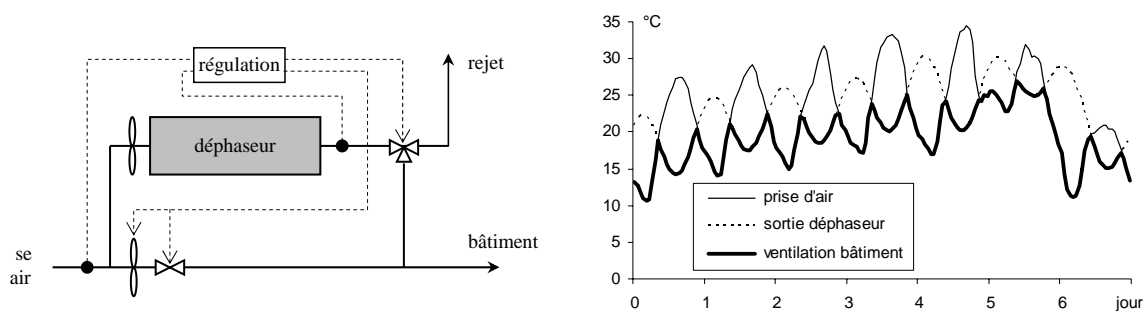 régulation
rejet
déphaseur
bâtiment
se
air
°C
35
30
25
20
15
10
5
0
prise d'air
sortie déphaseur
ventilation bâtiment
0 1 2 3 4 5 6 jour